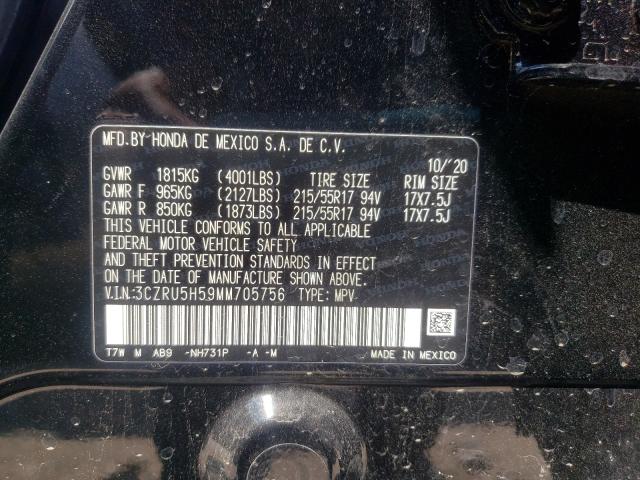 MFD.BY HONDA DE MEXICO S.A. DE C.V.
10/'20
GVWR 1815KG (4001LBS) TIRE SIZE RIM SIZE
GAWR F 965KG (2127LBS) 215/55R17 94V 17X7.5J
GAWR R 850KG (1873LBS) 215/55R17 94V 17X7.5J
THIS VEHICLE CONFORMS TO ALL APPLICABLE
FEDERAL MOTOR VEHICLE SAFETY
AND THEFT PREVENTION STANDARDS IN EFFECT
ON THE DATE OF MANUFACTURE SHOWN ABOVE.
V.I.N:3CZRU5H59MM705756 TYPE: MPV
T7W M AB9 -NH731P -A -M MADE IN MEXICO